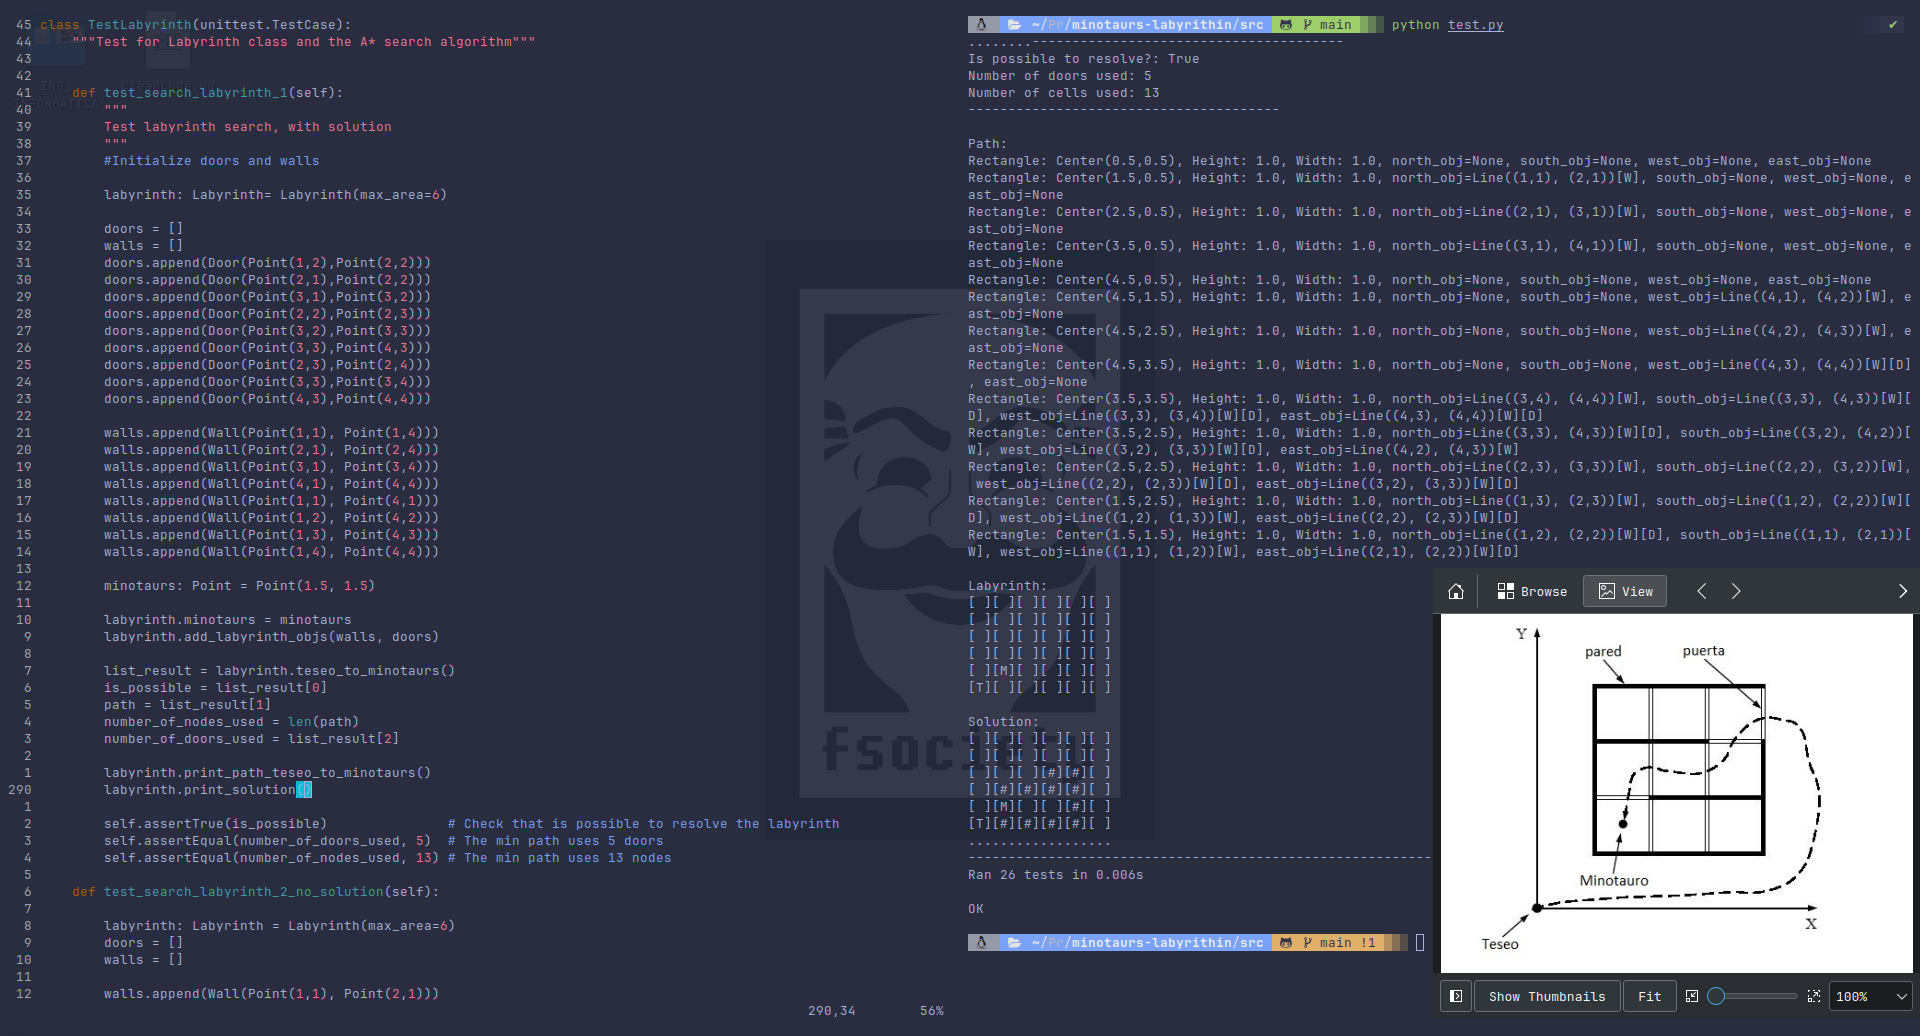 45 class TestLabyrinth(unittest.TestCase):
44 """Test for Labyrinth class and the A* search algorithm"""
43
42
41 def test_search_labyrinth_1(self):
40 """
39 Test labyrinth search, with solution
38 """
37 #Initialize doors and walls
36
35 labyrinth: Labyrinth= Labyrinth(max_area=6)
34
33 doors = []
32 walls = []
31 doors.append(Door(Point(1,2),Point(2,2)))
30 doors.append(Door(Point(2,1),Point(2,2)))
29 doors.append(Door(Point(3,1),Point(3,2)))
28 doors.append(Door(Point(2,2),Point(2,3)))
27 doors.append(Door(Point(3,2),Point(3,3)))
26 doors.append(Door(Point(3,3),Point(4,3)))
25 doors.append(Door(Point(2,3),Point(2,4)))
24 doors.append(Door(Point(3,3),Point(3,4)))
23 doors.append(Door(Point(4,3),Point(4,4)))
22
21 walls.append(Wall(Point(1,1), Point(1,4)))
20 walls.append(Wall(Point(2,1), Point(2,4)))
19 walls.append(Wall(Point(3,1), Point(3,4)))
18 walls.append(Wall(Point(4,1), Point(4,4)))
17 walls.append(Wall(Point(1,1), Point(4,1)))
16 walls.append(Wall(Point(1,2), Point(4,2)))
15 walls.append(Wall(Point(1,3), Point(4,3)))
14 walls.append(Wall(Point(1,4), Point(4,4)))
13
12 minotaurs: Point = Point(1.5, 1.5)
11
10 labyrinth.minotaurs = minotaurs
9 labyrinth.add_labyrinth_objs(walls, doors)
8
7 list_result = labyrinth.teseo_to_minotaurs()
6 is_possible = list_result[0]
5 path = list_result[1]
4 number_of_nodes_used = len(path)
3 number_of_doors_used = list_result[2]
2
1 labyrinth.print_path_teseo_to_minotaurs()
290 labyrinth.print_solution()
1
2 self.assertTrue(is_possible) # Check that is possible to resolve the labyrinth
3 self.assertEqual(number_of_doors_used, 5) # The min path uses 5 doors
4 self.assertEqual(number_of_nodes_used, 13) # The min path uses 13 nodes
5
6 def test_search_labyrinth_2_no_solution(self):
7
8 labyrinth: Labyrinth = Labyrinth(max_area=6)
9 doors = []
10 walls = []
11
12 walls.append(Wall(Point(1,1), Point(2,1)))
290,34 56%
fsociety
~/Pr/minotaurs-labyrithin/src main python test.py ✔
........---------------------------------------
Is possible to resolve?: True
Number of doors used: 5
Number of cells used: 13
---------------------------------------
Path:
Rectangle: Center(0.5,0.5), Height: 1.0, Width: 1.0, north_obj=None, south_obj=None, west_obj=None, east_obj=None
Rectangle: Center(1.5,0.5), Height: 1.0, Width: 1.0, north_obj=Line((1,1), (2,1))[W], south_obj=None, west_obj=None, e
ast_obj=None
Rectangle: Center(2.5,0.5), Height: 1.0, Width: 1.0, north_obj=Line((2,1), (3,1))[W], south_obj=None, west_obj=None, e
ast_obj=None
Rectangle: Center(3.5,0.5), Height: 1.0, Width: 1.0, north_obj=Line((3,1), (4,1))[W], south_obj=None, west_obj=None, e
ast_obj=None
Rectangle: Center(4.5,0.5), Height: 1.0, Width: 1.0, north_obj=None, south_obj=None, west_obj=None, east_obj=None
Rectangle: Center(4.5,1.5), Height: 1.0, Width: 1.0, north_obj=None, south_obj=None, west_obj=Line((4,1), (4,2))[W], e
ast_obj=None
Rectangle: Center(4.5,2.5), Height: 1.0, Width: 1.0, north_obj=None, south_obj=None, west_obj=Line((4,2), (4,3))[W], e
ast_obj=None
Rectangle: Center(4.5,3.5), Height: 1.0, Width: 1.0, north_obj=None, south_obj=None, west_obj=Line((4,3), (4,4))[W][D]
, east_obj=None
Rectangle: Center(3.5,3.5), Height: 1.0, Width: 1.0, north_obj=Line((3,4), (4,4))[W], south_obj=Line((3,3), (4,3))[W][
D], west_obj=Line((3,3), (3,4))[W][D], east_obj=Line((4,3), (4,4))[W][D]
Rectangle: Center(3.5,2.5), Height: 1.0, Width: 1.0, north_obj=Line((3,3), (4,3))[W][D], south_obj=Line((3,2), (4,2))[
W], west_obj=Line((3,2), (3,3))[W][D], east_obj=Line((4,2), (4,3))[W]
Rectangle: Center(2.5,2.5), Height: 1.0, Width: 1.0, north_obj=Line((2,3), (3,3))[W], south_obj=Line((2,2), (3,2))[W],
west_obj=Line((2,2), (2,3))[W][D], east_obj=Line((3,2), (3,3))[W][D]
Rectangle: Center(1.5,2.5), Height: 1.0, Width: 1.0, north_obj=Line((1,3), (2,3))[W], south_obj=Line((1,2), (2,2))[W][
D], west_obj=Line((1,2), (1,3))[W], east_obj=Line((2,2), (2,3))[W][D]
Rectangle: Center(1.5,1.5), Height: 1.0, Width: 1.0, north_obj=Line((1,2), (2,2))[W][D], south_obj=Line((1,1), (2,1))[
W], west_obj=Line((1,1), (1,2))[W], east_obj=Line((2,1), (2,2))[W][D]
Labyrinth:
[ ][ ][ ][ ][ ][ ]
[ ][ ][ ][ ][ ][ ]
[ ][ ][ ][ ][ ][ ]
[ ][ ][ ][ ][ ][ ]
[ ][M][ ][ ][ ][ ]
[T][ ][ ][ ][ ][ ]
Solution:
[ ][ ][ ][ ][ ][ ]
[ ][ ][ ][ ][ ][ ]
[ ][ ][ ][#][#][ ]
[ ][#][#][#][#][ ]
[ ][M][ ][ ][#][ ]
[T][#][#][#][#][ ]
..................
----------------------------------------------------------
Ran 26 tests in 0.006s
OK
~/Pr/minotaurs-labyrithin/src main !1
Browse View
Y
pared
puerta
Minotauro
X
Teseo
Show Thumbnails Fit 100%